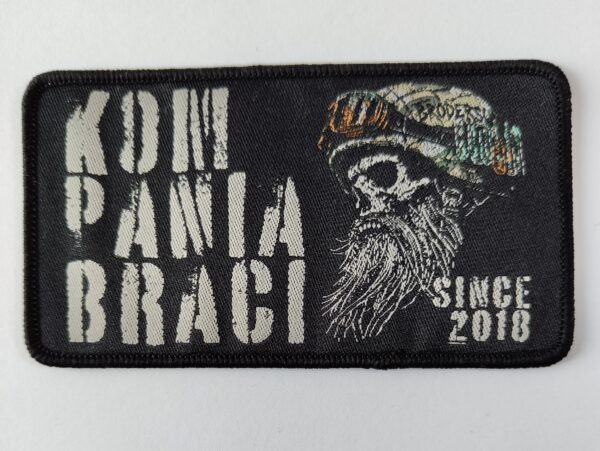 KOM
PANIA
BRACI
SINCE
2018